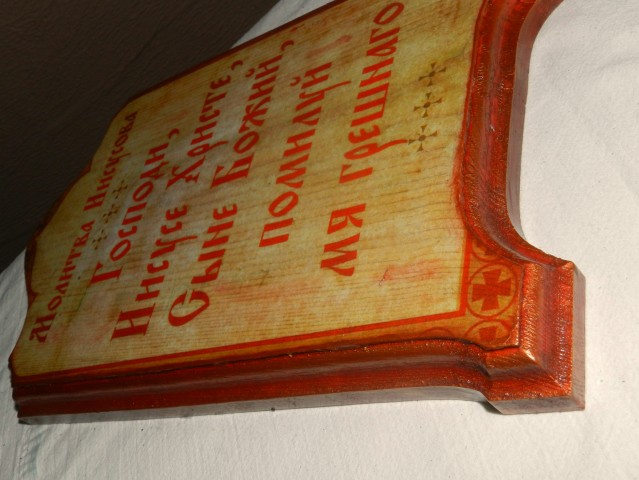 Молитва Иисусова
Господи,
Иисусе Христе,
Сыне Божий,
помилуй
мя грешнаго